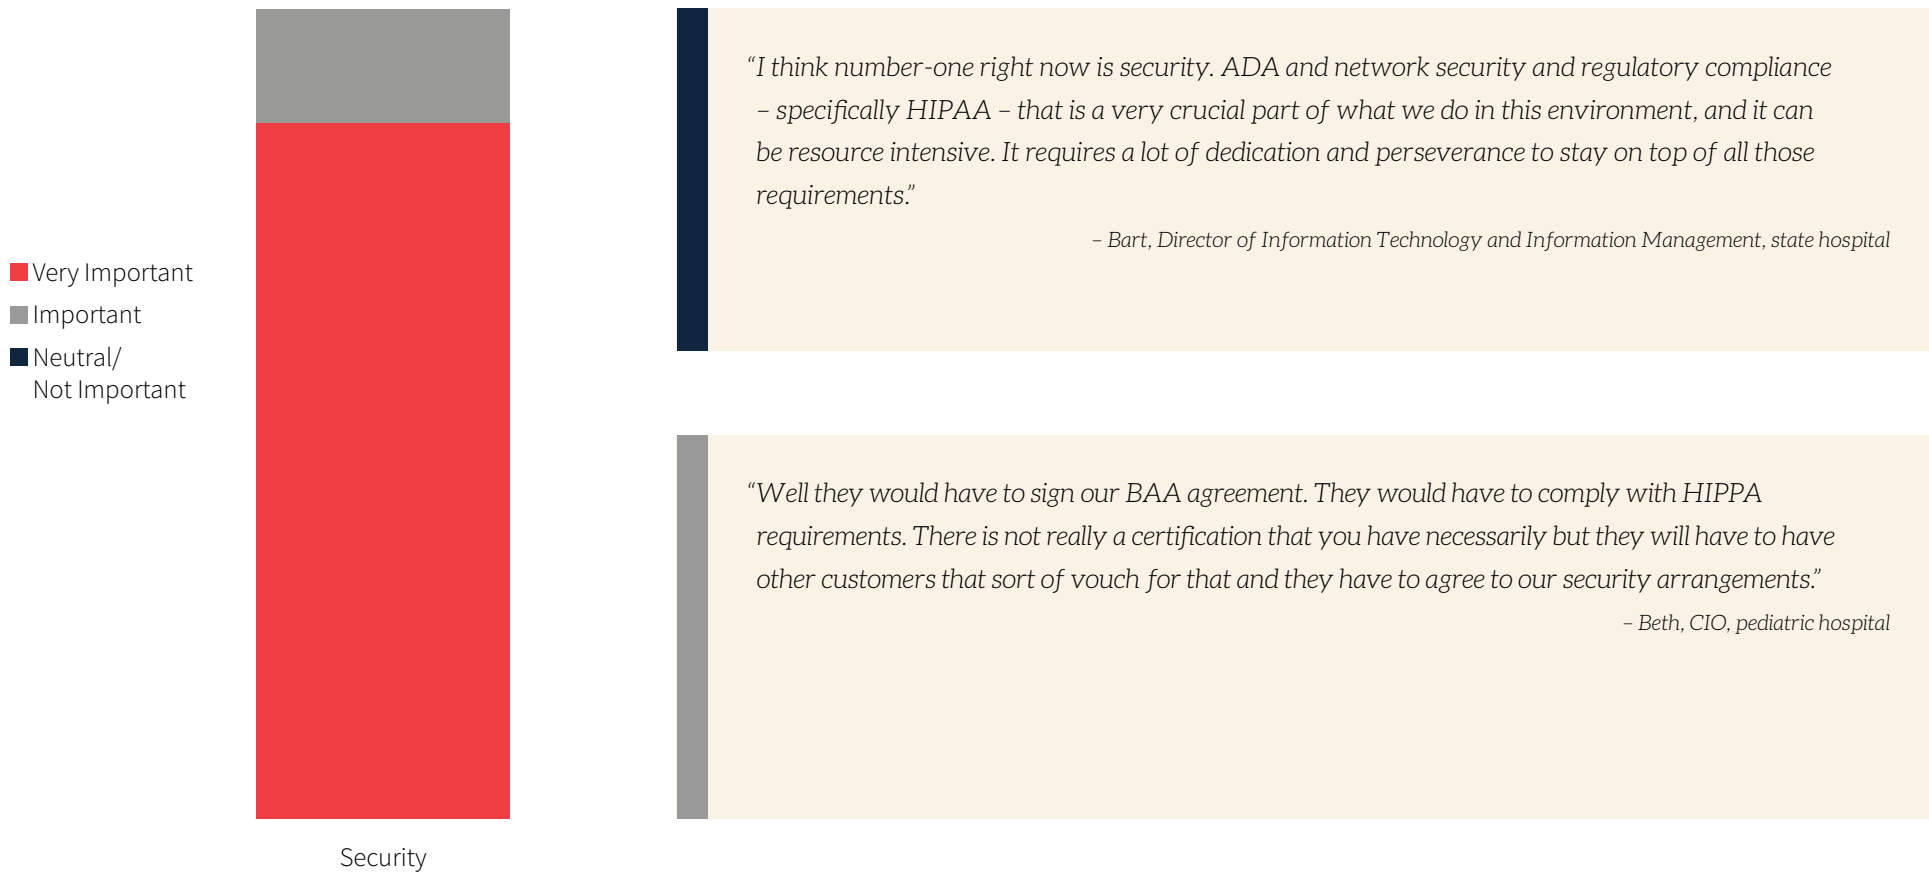 Very Important
Important
Neutral/
Not Important
Security
“I think number-one right now is security. ADA and network security and regulatory compliance
– specifically HIPAA – that is a very crucial part of what we do in this environment, and it can
be resource intensive. It requires a lot of dedication and perseverance to stay on top of all those
requirements.”
– Bart, Director of Information Technology and Information Management, state hospital
“Well they would have to sign our BAA agreement. They would have to comply with HIPPA
requirements. There is not really a certification that you have necessarily but they will have to have
other customers that sort of vouch for that and they have to agree to our security arrangements.”
– Beth, CIO, pediatric hospital